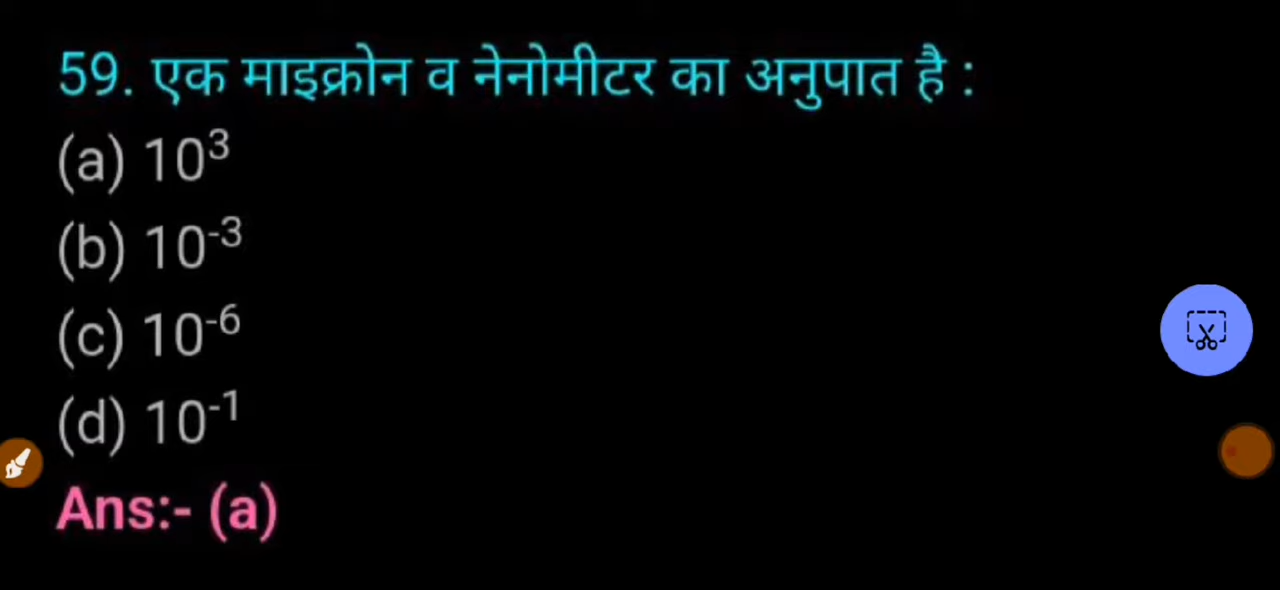 59. एक माइक्रोन व नेनोमीटर का अनुपात है :
(a) 10³
(b) 10⁻³
(c) 10⁻⁶
(d) 10⁻¹
Ans:- (a)